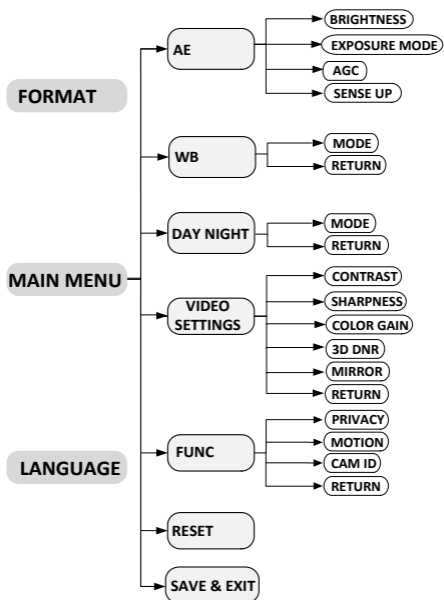 FORMAT
MAIN MENU
LANGUAGE
AE
BRIGHTNESS
EXPOSURE MODE
AGC
SENSE UP
WB
MODE
RETURN
DAY NIGHT
MODE
RETURN
VIDEO
SETTINGS
CONTRAST
SHARPNESS
COLOR GAIN
3D DNR
MIRROR
RETURN
FUNC
PRIVACY
MOTION
CAM ID
RETURN
RESET
SAVE & EXIT